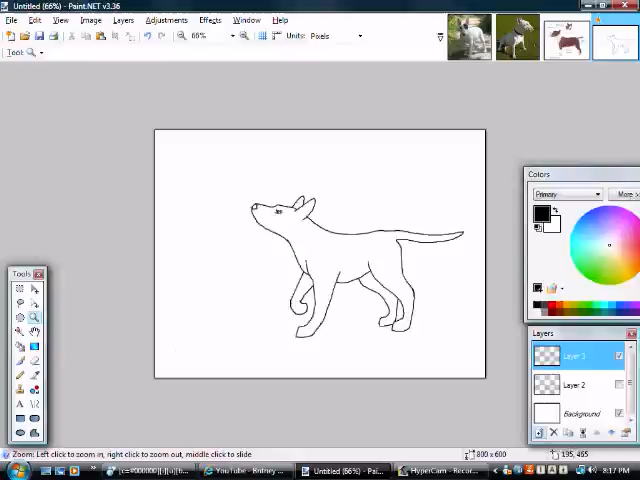 Untitled (66%) - Paint.NET v3.36
File Edit View Image Layers Adjustments Effects Window Help
66% Units: Pixels
Tool:
Colors
Primary
Tools
Layers
Layer 3
Layer 2
Background
Zoom: Left click to zoom in, right click to zoom out, middle click to slide
800 x 600
195, 465
[c=#000000][-I[u][b... YouTube - Britney ... Untitled (66%) - Pai... HyperCam - Recor... 8:17 PM